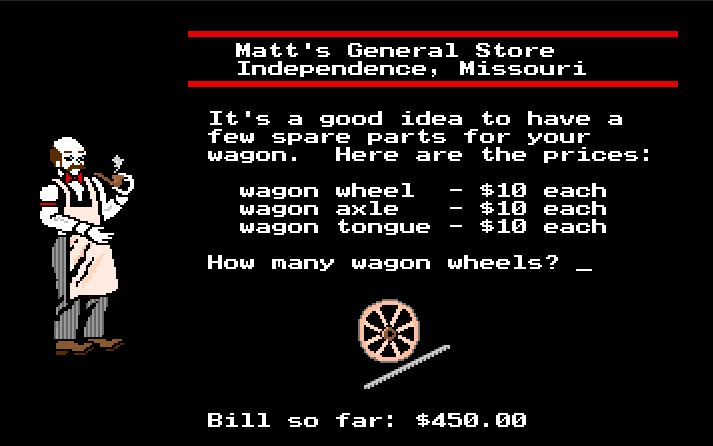 Matt's General Store
Independence, Missouri
It's a good idea to have a
few spare parts for your
wagon.  Here are the prices:
wagon wheel  - $10 each
wagon axle   - $10 each
wagon tongue - $10 each
How many wagon wheels? _
Bill so far: $450.00